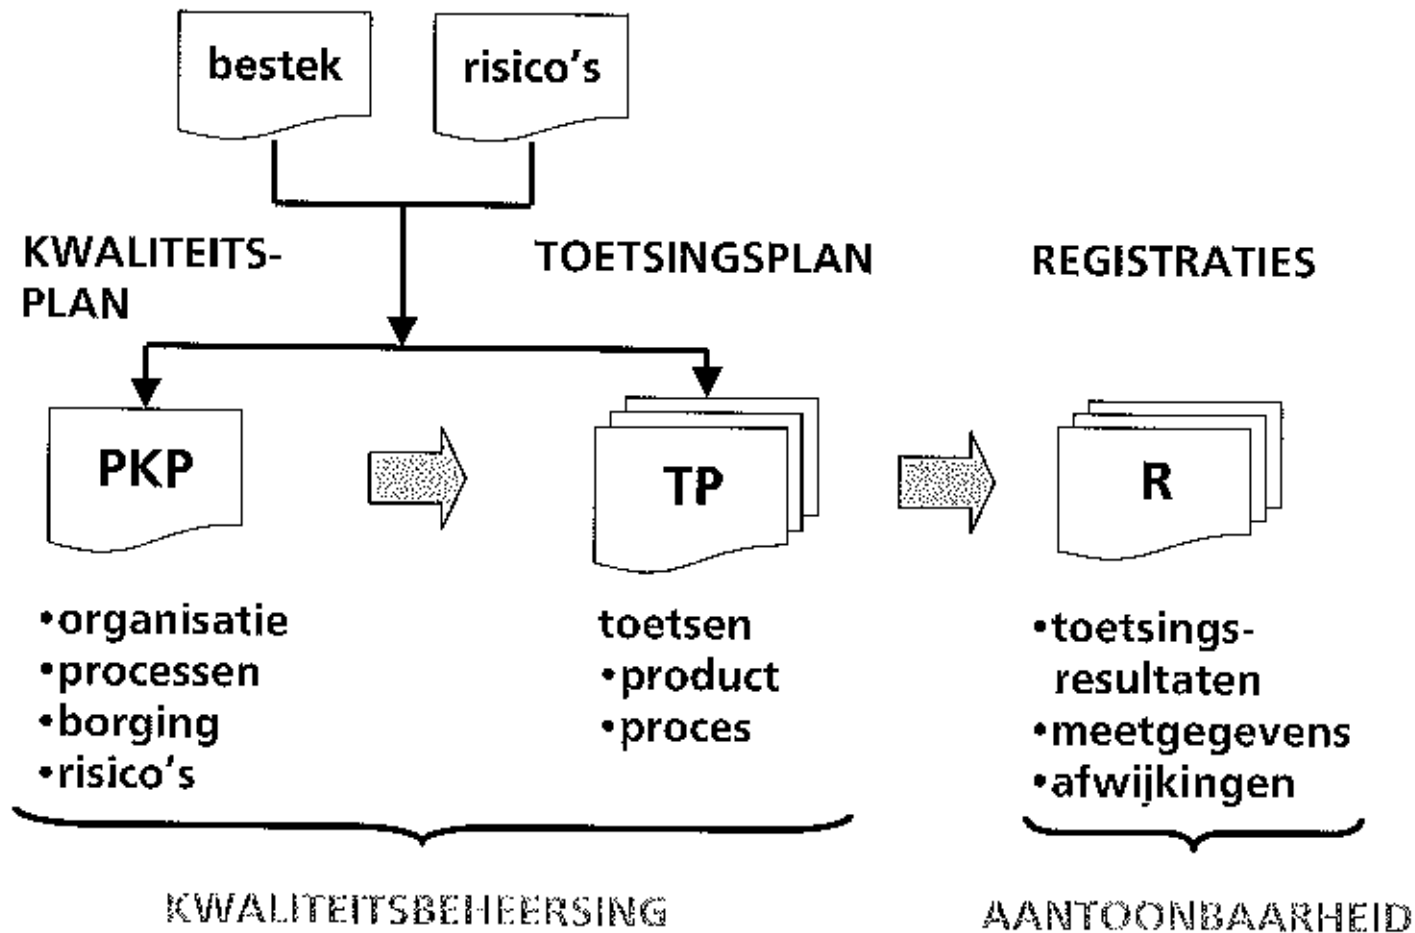 bestek
risico's
KWALITEITS-
PLAN
TOETSINGSPLAN
REGISTRATIES
PKP
TP
R
•organisatie
•processen
•borging
•risico's
toetsen
•product
•proces
•toetsings-
resultaten
•meetgegevens
•afwijkingen
KWALITEITSBEHEERSING
AANTOONBAARHEID